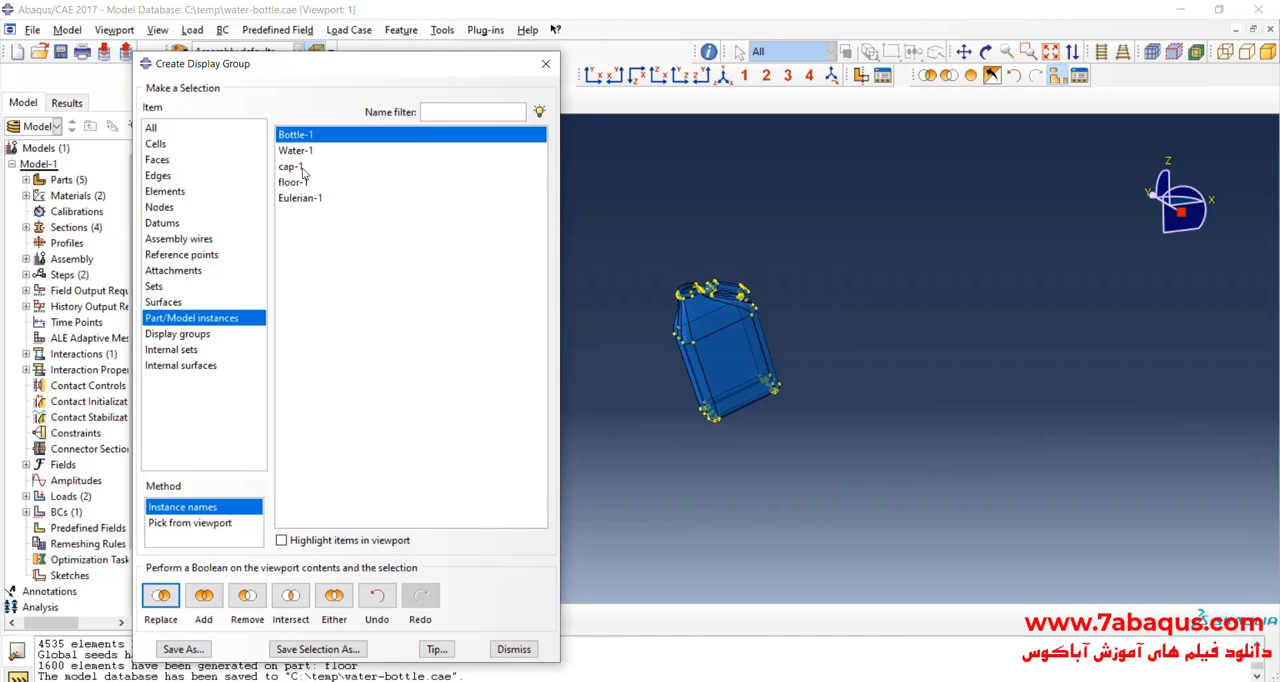 Abaqus/CAE 2017 - Model Database: C:\temp\water-bottle.cae [Viewport: 1]
File Model Viewport View Load BC Predefined Field Load Case Feature Tools Plug-ins Help
All
1 2 3 4
Create Display Group
Make a Selection
Item
Name filter:
All
Cells
Faces
Edges
Elements
Nodes
Datums
Assembly wires
Reference points
Attachments
Sets
Surfaces
Part/Model instances
Display groups
Internal sets
Internal surfaces
Bottle-1
Water-1
cap-1
floor-1
Eulerian-1
Method
Instance names
Pick from viewport
Highlight items in viewport
Perform a Boolean on the viewport contents and the selection
Replace Add Remove Intersect Either Undo Redo
Save As... Save Selection As... Tip... Dismiss
Model Results
Model
Models (1)
Model-1
Parts (5)
Materials (2)
Calibrations
Sections (4)
Profiles
Assembly
Steps (2)
Field Output Requ
History Output Re
Time Points
ALE Adaptive Mes
Interactions (1)
Interaction Proper
Contact Controls
Contact Initializat
Contact Stabilizat
Constraints
Connector Section
Fields
Amplitudes
Loads (2)
BCs (1)
Predefined Fields
Remeshing Rules
Optimization Task
Sketches
Annotations
Analysis
Z
Y
X
4535 elements
Global seeds ha
1600 elements have been generated on part: floor
The model database has been saved to "C:\temp\water-bottle.cae".
www.7abaqus.com
دانلود فیلم های آموزش آباکوس